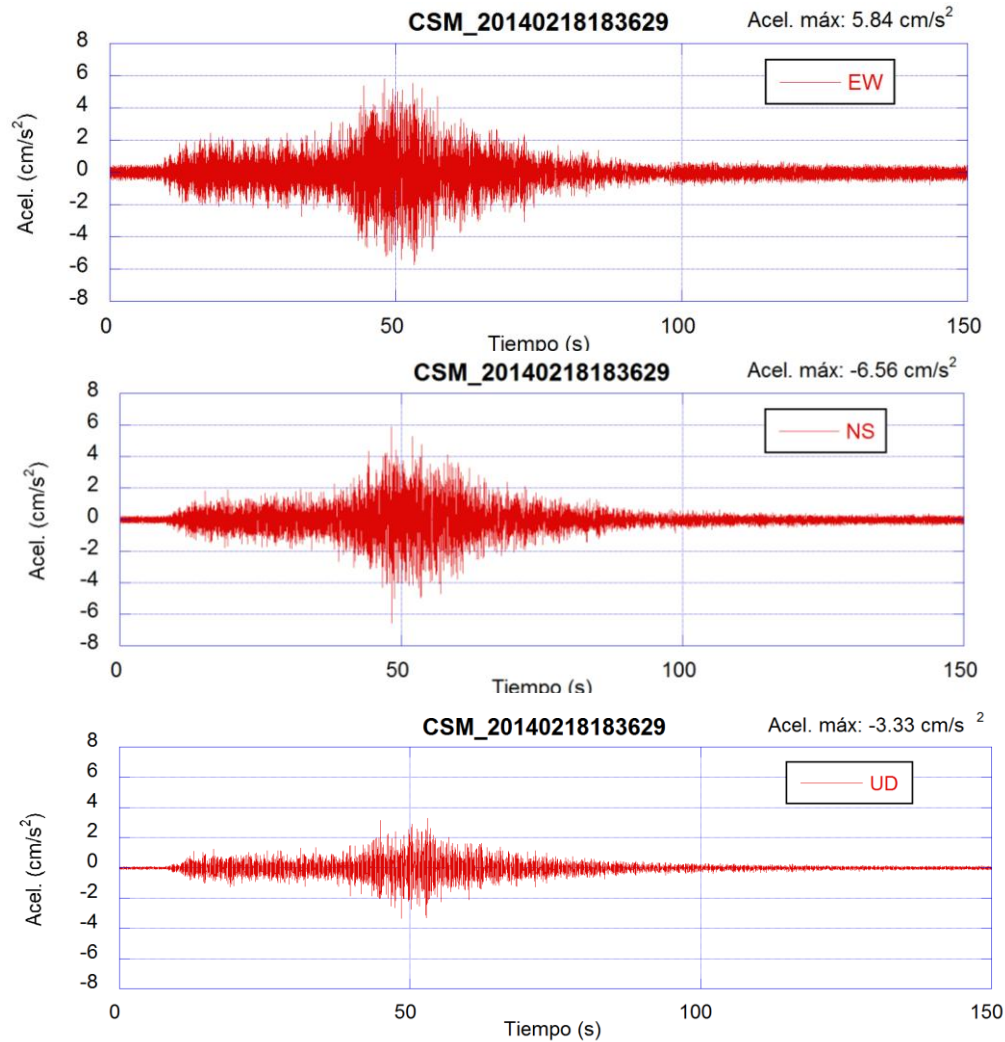 CSM_20140218183629 Acel. máx: 5.84 cm/s²
EW
8
6
4
2
0
-2
-4
-6
-8
Acel. (cm/s²)
0 50 100 150
Tiempo (s)
CSM_20140218183629 Acel. máx: -6.56 cm/s²
NS
8
6
4
2
0
-2
-4
-6
-8
Acel. (cm/s²)
0 50 100 150
Tiempo (s)
CSM_20140218183629 Acel. máx: -3.33 cm/s ²
UD
8
6
4
2
0
-2
-4
-6
-8
Acel. (cm/s²)
0 50 100 150
Tiempo (s)